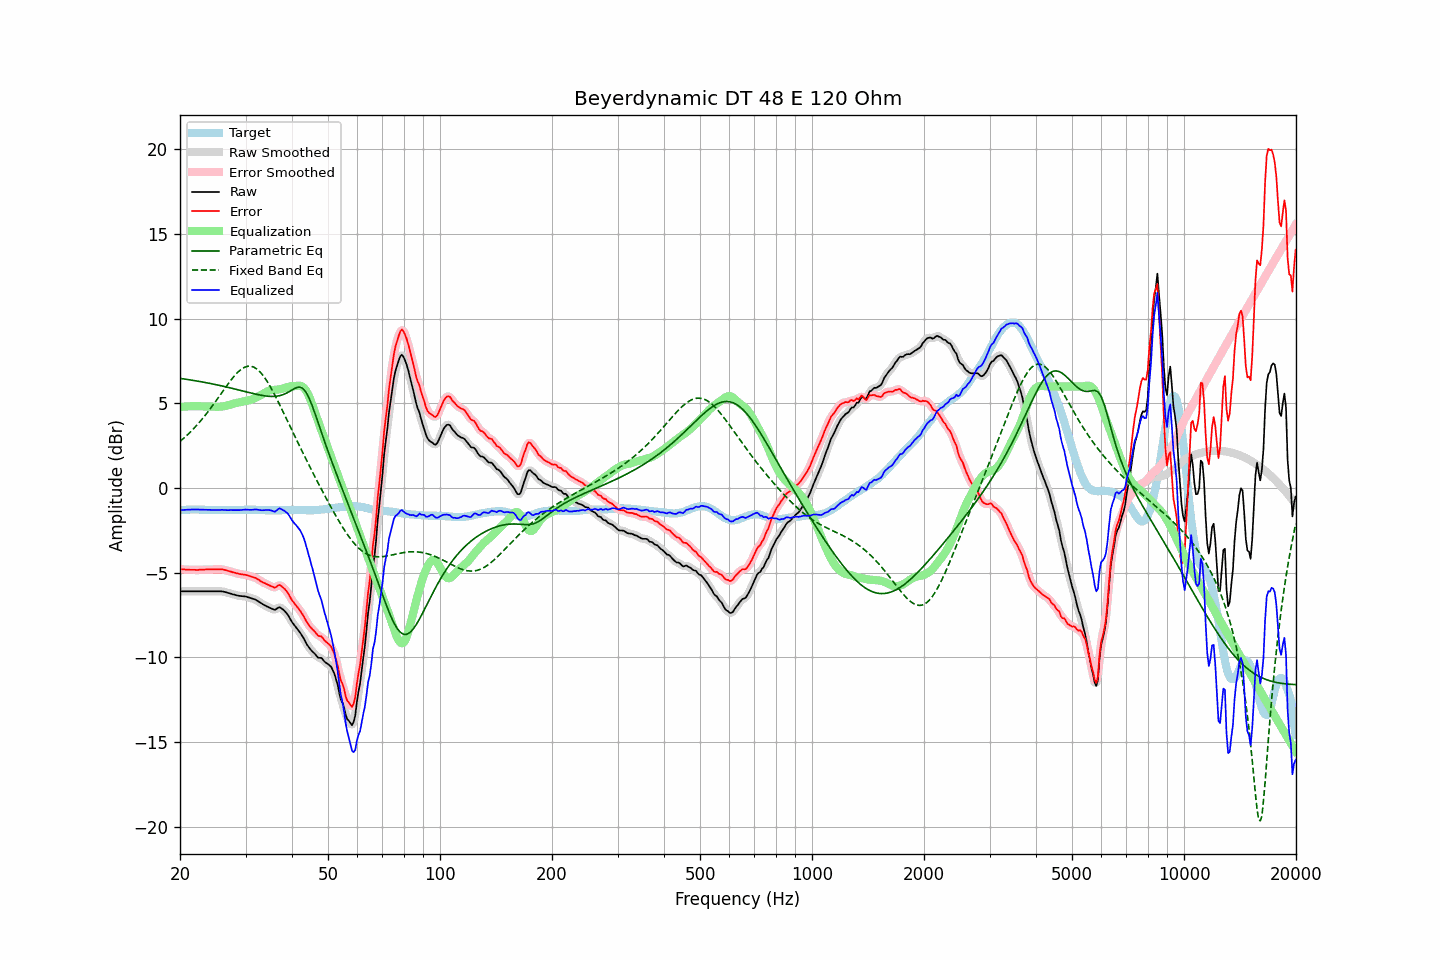 Beyerdynamic DT 48 E 120 Ohm
Target
Raw Smoothed
Error Smoothed
Raw
Error
Equalization
Parametric Eq
Fixed Band Eq
Equalized
20
15
10
5
0
−5
−10
−15
−20
Amplitude (dBr)
20 50 100 200 500 1000 2000 5000 10000 20000
Frequency (Hz)